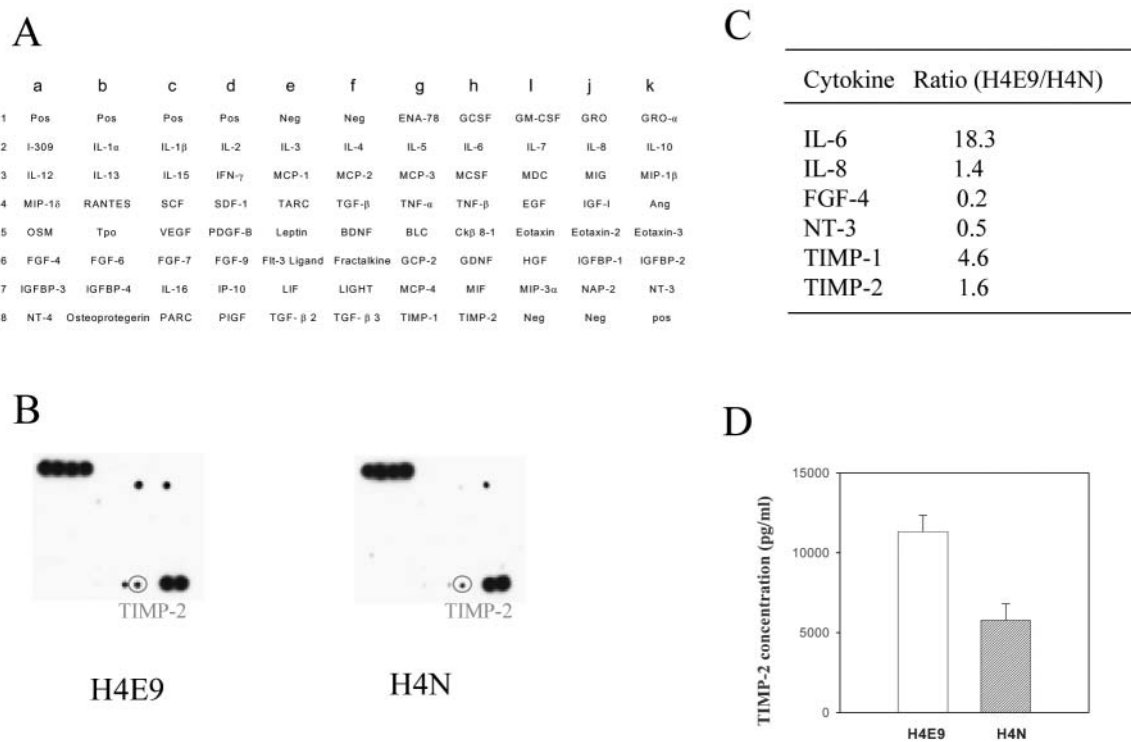 A
a b c d e f g h I j k
1 Pos Pos Pos Pos Neg Neg ENA-78 GCSF GM-CSF GRO GRO-α
2 I-309 IL-1α IL-1β IL-2 IL-3 IL-4 IL-5 IL-6 IL-7 IL-8 IL-10
3 IL-12 IL-13 IL-15 IFN-γ MCP-1 MCP-2 MCP-3 MCSF MDC MIG MIP-1β
4 MIP-1δ RANTES SCF SDF-1 TARC TGF-β TNF-α TNF-β EGF IGF-I Ang
5 OSM Tpo VEGF PDGF-B Leptin BDNF BLC Ckβ 8-1 Eotaxin Eotaxin-2 Eotaxin-3
6 FGF-4 FGF-6 FGF-7 FGF-9 Flt-3 Ligand Fractalkine GCP-2 GDNF HGF IGFBP-1 IGFBP-2
7 IGFBP-3 IGFBP-4 IL-16 IP-10 LIF LIGHT MCP-4 MIF MIP-3α NAP-2 NT-3
8 NT-4 Osteoprotegerin PARC PIGF TGF- β 2 TGF- β 3 TIMP-1 TIMP-2 Neg Neg pos
B
TIMP-2
H4E9
TIMP-2
H4N
C
Cytokine Ratio (H4E9/H4N)
IL-6 18.3
IL-8 1.4
FGF-4 0.2
NT-3 0.5
TIMP-1 4.6
TIMP-2 1.6
D
TIMP-2 concentration (pg/ml)
15000
10000
5000
0
H4E9 H4N